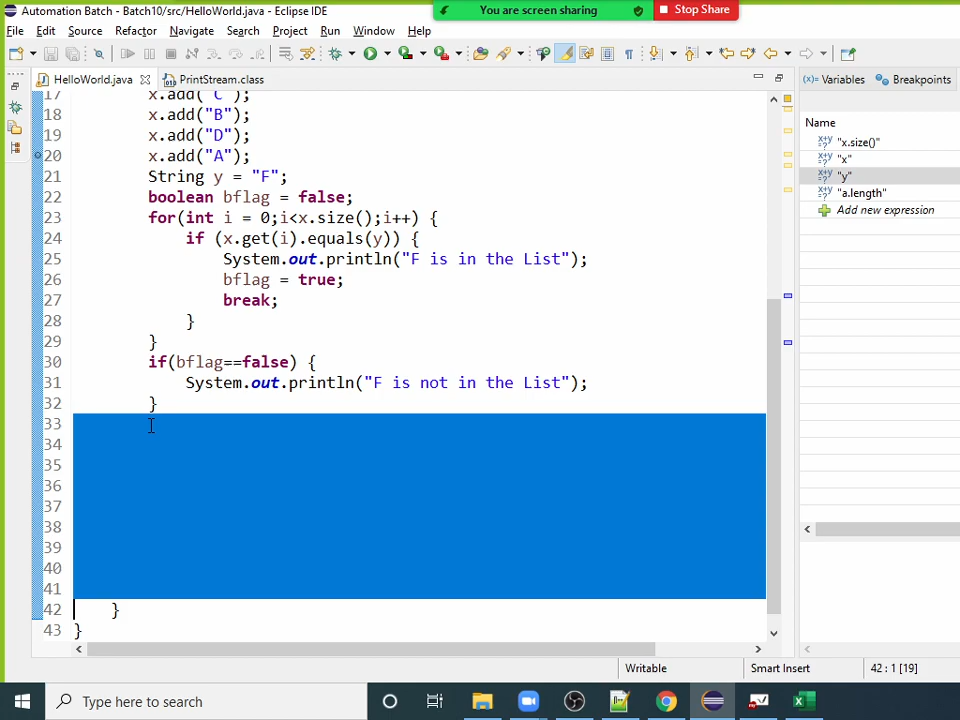 Automation Batch - Batch10/src/HelloWorld.java - Eclipse IDE
You are screen sharing
Stop Share
File Edit Source Refactor Navigate Search Project Run Window Help
HelloWorld.java PrintStream.class
(x)= Variables Breakpoints
17 x.add("C");
18 x.add("B");
19 x.add("D");
20 x.add("A");
21 String y = "F";
22 boolean bflag = false;
23 for(int i = 0;i<x.size();i++) {
24 if (x.get(i).equals(y)) {
25 System.out.println("F is in the List");
26 bflag = true;
27 break;
28 }
29 }
30 if(bflag==false) {
31 System.out.println("F is not in the List");
32 }
33
34
35
36
37
38
39
40
41
42 }
43 }
Name
"x.size()"
"x"
"y"
"a.length"
Add new expression
Writable Smart Insert 42 : 1 [19]
Type here to search